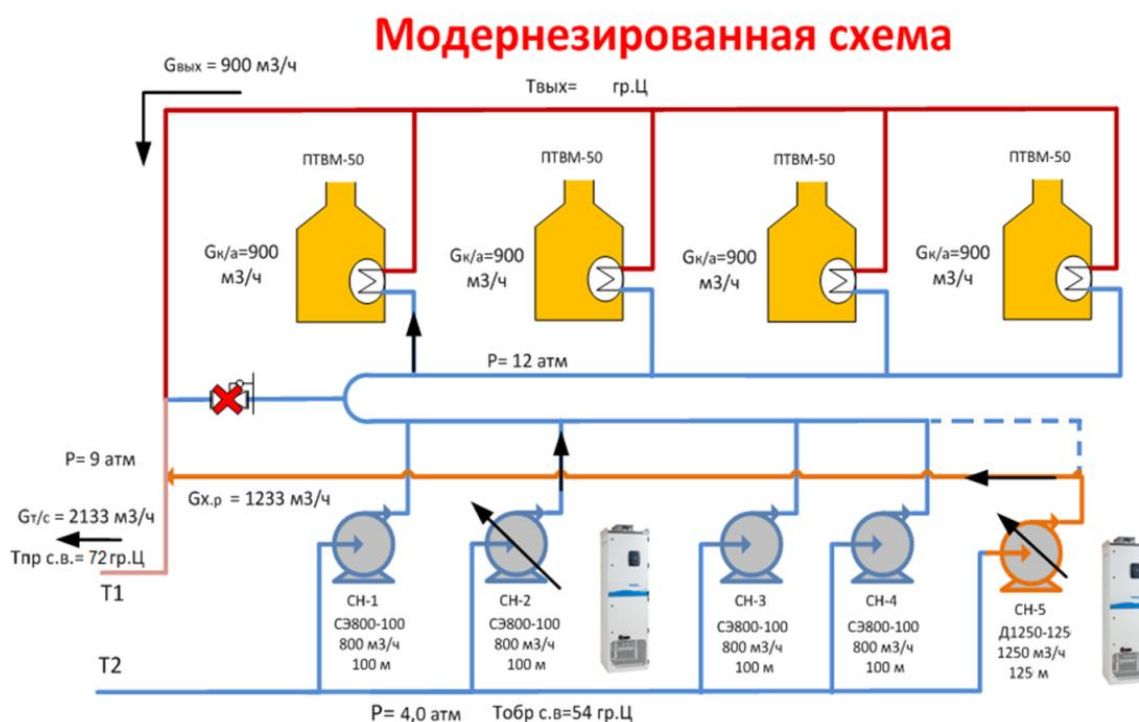 Модернезированная схема
Gвых = 900 м3/ч
Tвых= гр.Ц
ПТВМ-50
ПТВМ-50
ПТВМ-50
ПТВМ-50
Gк/а=900
м3/ч
Gк/а=900
м3/ч
Gк/а=900
м3/ч
Gк/а=900
м3/ч
P= 12 атм
P= 9 атм
Gх.р = 1233 м3/ч
Gт/с = 2133 м3/ч
Tпр с.в.= 72 гр.Ц
T1
СН-1
СЭ800-100
800 м3/ч
100 м
СН-2
СЭ800-100
800 м3/ч
100 м
СН-3
СЭ800-100
800 м3/ч
100 м
СН-4
СЭ800-100
800 м3/ч
100 м
СН-5
Д1250-125
1250 м3/ч
125 м
T2
P= 4,0 атм Tобр с.в=54 гр.Ц